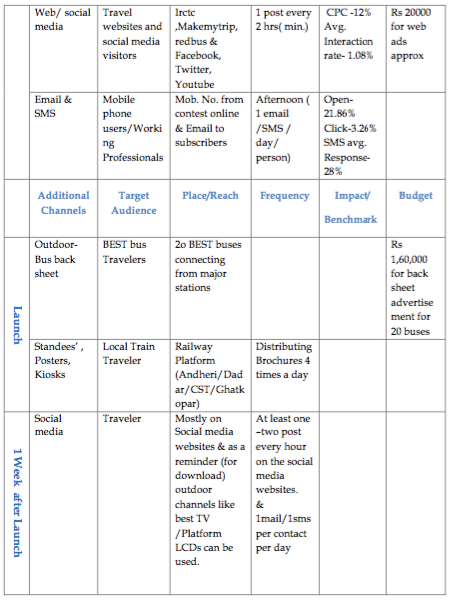 Web/ social
media
Travel
websites and
social media
visitors
Irctc
,Makemytrip,
redbus &
Facebook,
Twitter,
Youtube
1 post every
2 hrs( min.)
CPC -12%
Avg.
Interaction
rate- 1.08%
Rs 20000
for web
ads
approx
Email &
SMS
Mobile
phone
users/Worki
ng
Professionals
Mob. No. from
contest online
& Email to
subscribers
Afternoon (
1 email
/SMS /
day/
person)
Open-
21.86%
Click-3.26%
SMS avg.
Response-
28%
Additional
Channels
Target
Audience
Place/Reach
Frequency
Impact/
Benchmark
Budget
Launch
Outdoor-
Bus back
sheet
BEST bus
Travelers
2o BEST buses
connecting
from major
stations
Rs
1,60,000
for back
sheet
advertise
ment for
20 buses
Standees' ,
Posters,
Kiosks
Local Train
Traveler
Railway
Platform
(Andheri/Dad
ar/CST/Ghatk
opar)
Distributing
Brochures 4
times a day
1 Week after Launch
Social
media
Traveler
Mostly on
Social media
websites & as a
reminder (for
download)
outdoor
channels like
best TV
/Platform
LCDs can be
used.
At least one
–two post
every hour
on the social
media
websites.
&
1mail/1sms
per contact
per day